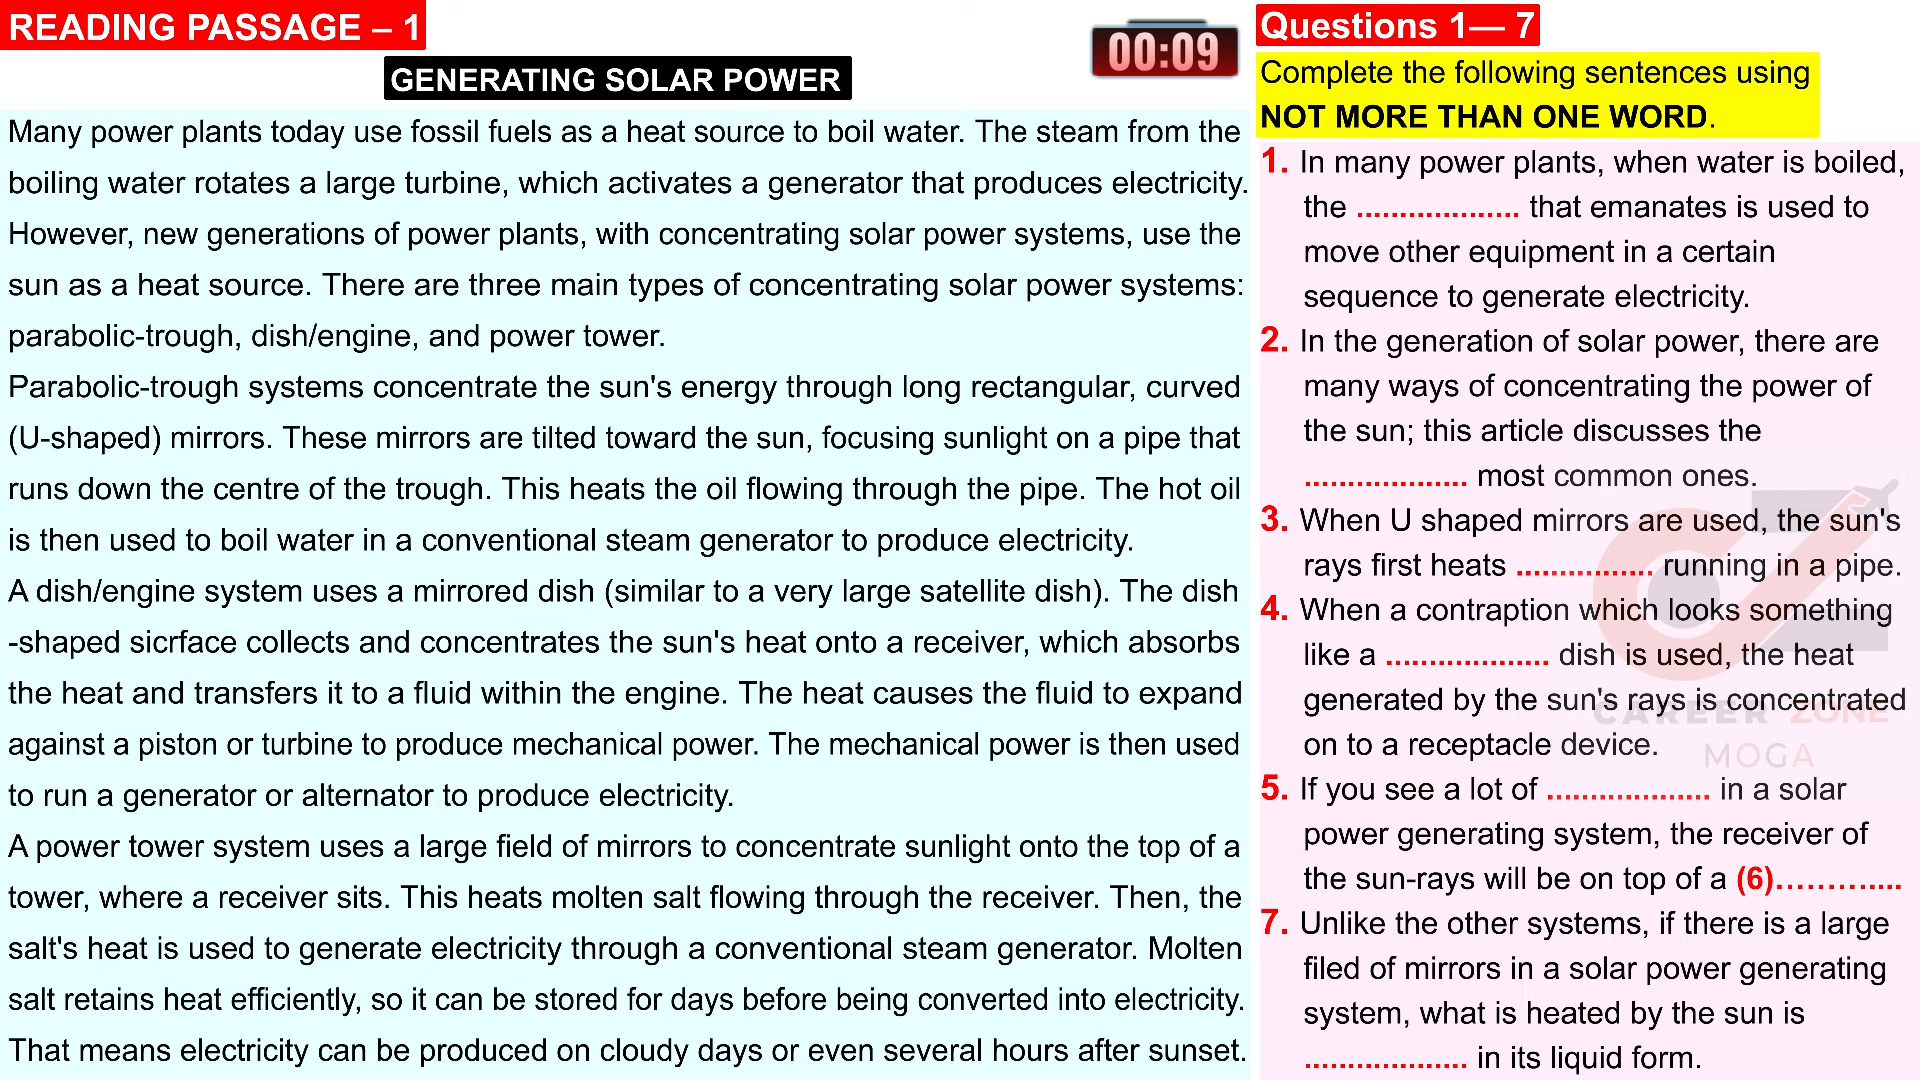 READING PASSAGE – 1
GENERATING SOLAR POWER
00:09
Many power plants today use fossil fuels as a heat source to boil water. The steam from the
boiling water rotates a large turbine, which activates a generator that produces electricity.
However, new generations of power plants, with concentrating solar power systems, use the
sun as a heat source. There are three main types of concentrating solar power systems:
parabolic-trough, dish/engine, and power tower.
Parabolic-trough systems concentrate the sun's energy through long rectangular, curved
(U-shaped) mirrors. These mirrors are tilted toward the sun, focusing sunlight on a pipe that
runs down the centre of the trough. This heats the oil flowing through the pipe. The hot oil
is then used to boil water in a conventional steam generator to produce electricity.
A dish/engine system uses a mirrored dish (similar to a very large satellite dish). The dish
-shaped sicrface collects and concentrates the sun's heat onto a receiver, which absorbs
the heat and transfers it to a fluid within the engine. The heat causes the fluid to expand
against a piston or turbine to produce mechanical power. The mechanical power is then used
to run a generator or alternator to produce electricity.
A power tower system uses a large field of mirrors to concentrate sunlight onto the top of a
tower, where a receiver sits. This heats molten salt flowing through the receiver. Then, the
salt's heat is used to generate electricity through a conventional steam generator. Molten
salt retains heat efficiently, so it can be stored for days before being converted into electricity.
That means electricity can be produced on cloudy days or even several hours after sunset.
Questions 1— 7
Complete the following sentences using
NOT MORE THAN ONE WORD.
1. In many power plants, when water is boiled,
the ................... that emanates is used to
move other equipment in a certain
sequence to generate electricity.
2. In the generation of solar power, there are
many ways of concentrating the power of
the sun; this article discusses the
................... most common ones.
3. When U shaped mirrors are used, the sun's
rays first heats ................ running in a pipe.
4. When a contraption which looks something
like a ................... dish is used, the heat
generated by the sun's rays is concentrated
on to a receptacle device.
5. If you see a lot of ................... in a solar
power generating system, the receiver of
the sun-rays will be on top of a (6)..............
7. Unlike the other systems, if there is a large
filed of mirrors in a solar power generating
system, what is heated by the sun is
................... in its liquid form.
CAREER ZONE
MOGA